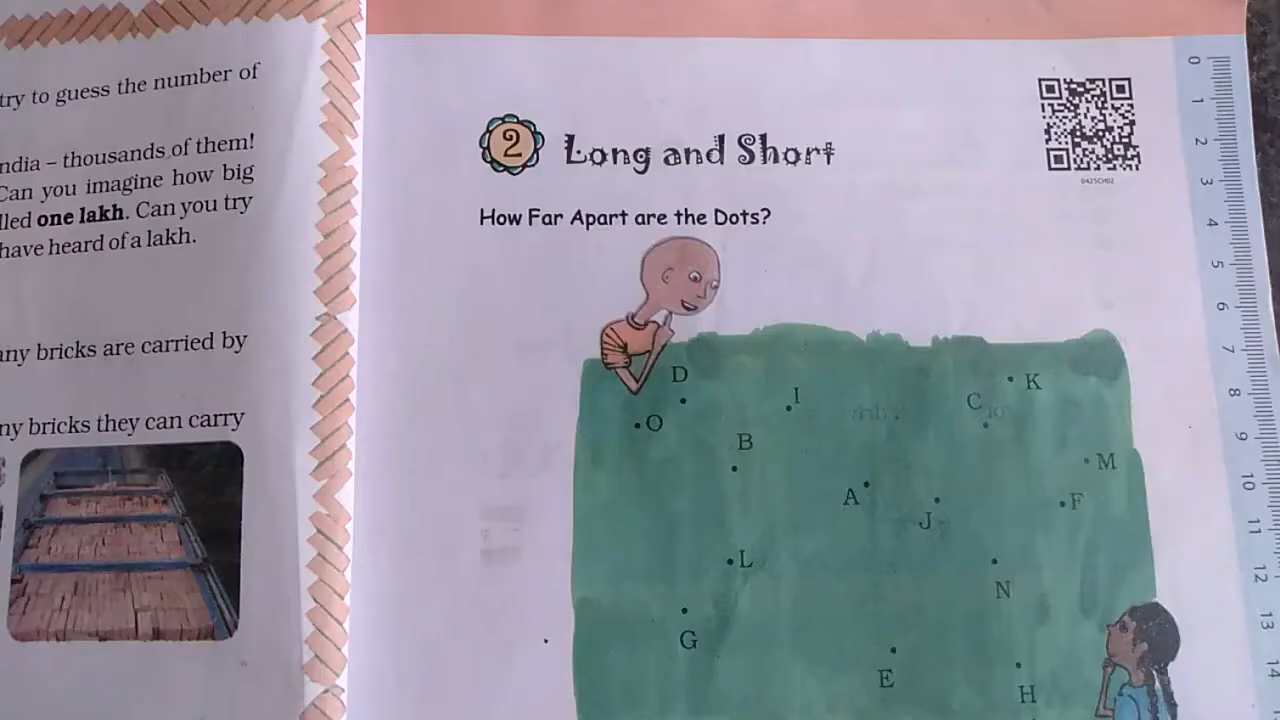 try to guess the number of
ndia – thousands of them!
Can you imagine how big
lled one lakh. Can you try
have heard of a lakh.
any bricks are carried by
ny bricks they can carry
2 Long and Short
0425CH02
How Far Apart are the Dots?
D
I
C
K
O
B
M
A
J
F
L
N
G
E
H
0
1
2
3
4
5
6
7
8
9
10
11
12
13
14